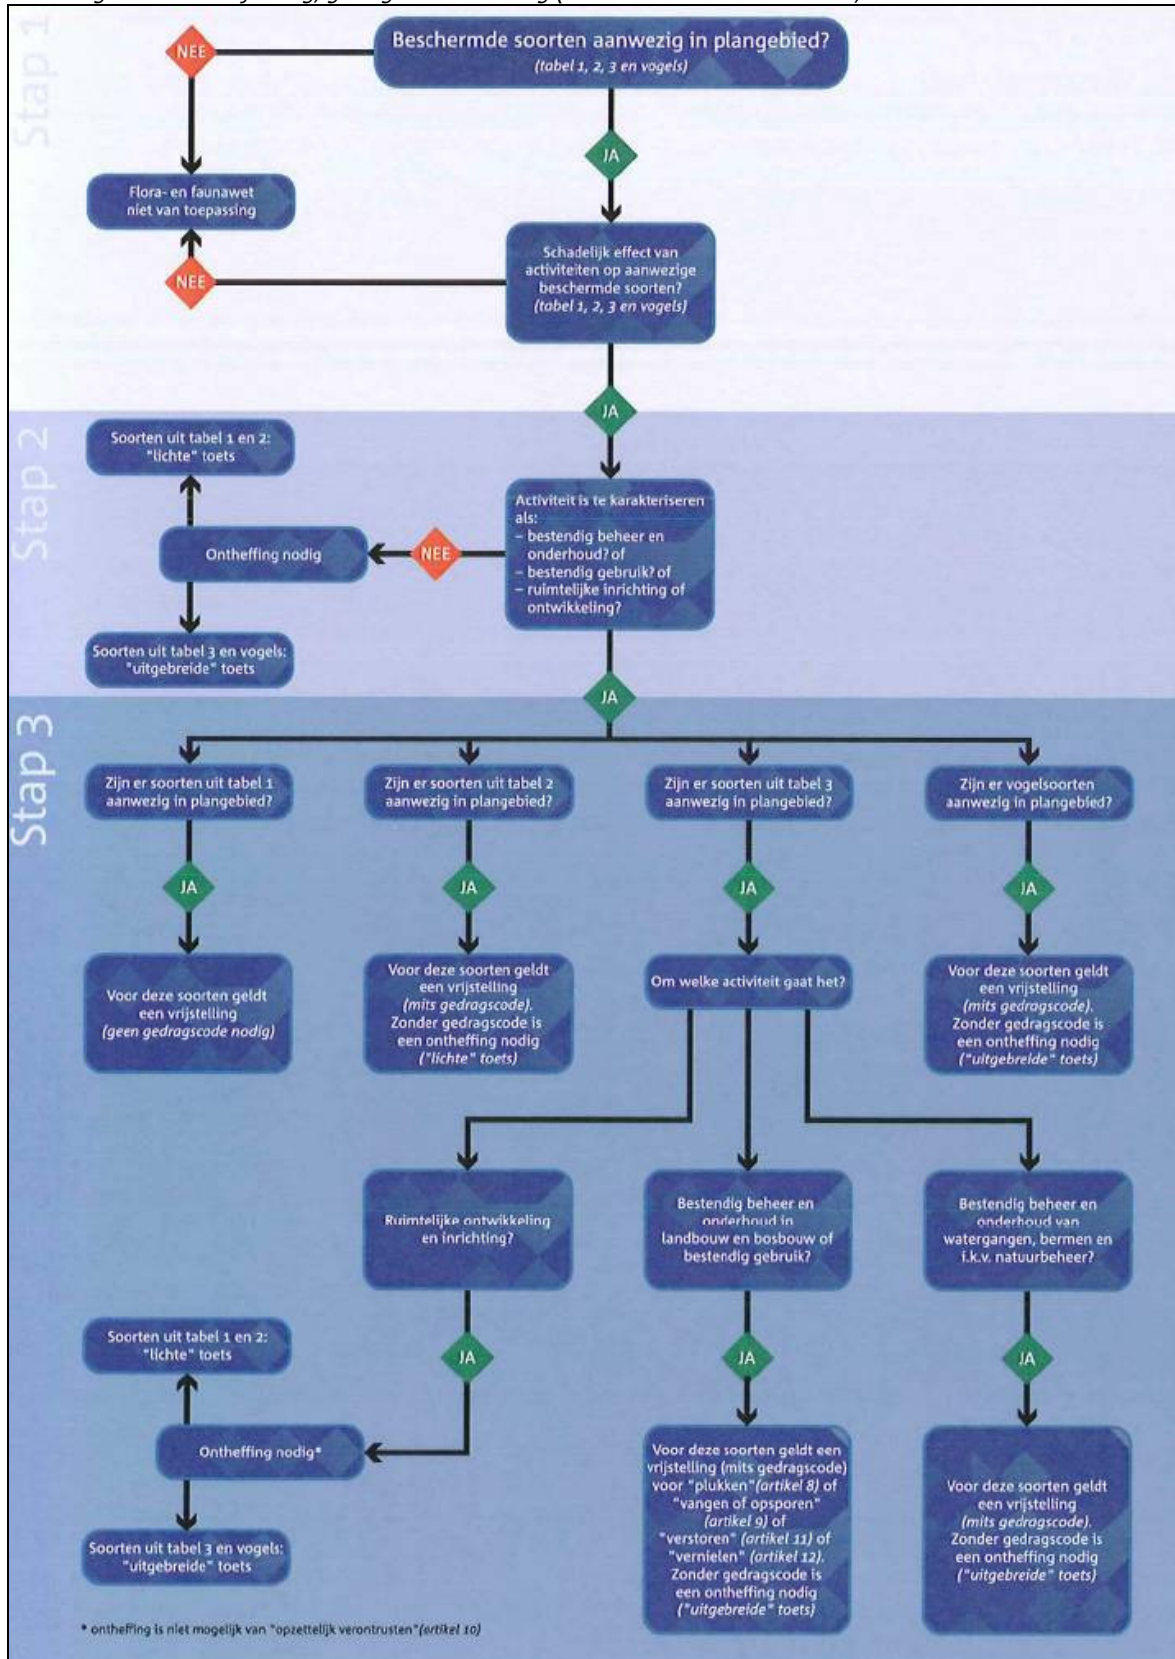 Stap 1
Beschermde soorten aanwezig in plangebied?
(tabel 1, 2, 3 en vogels)
NEE
JA
Flora- en faunawet
niet van toepassing
Schadelijk effect van
activiteiten op aanwezige
beschermde soorten?
(tabel 1, 2, 3 en vogels)
NEE
JA
Stap 2
Soorten uit tabel 1 en 2:
"lichte" toets
Activiteit is te karakteriseren
als:
– bestendig beheer en
onderhoud? of
– bestendig gebruik? of
– ruimtelijke inrichting of
ontwikkeling?
NEE
Ontheffing nodig
Soorten uit tabel 3 en vogels:
"uitgebreide" toets
JA
Stap 3
Zijn er soorten uit tabel 1
aanwezig in plangebied?
Zijn er soorten uit tabel 2
aanwezig in plangebied?
Zijn er soorten uit tabel 3
aanwezig in plangebied?
Zijn er vogelsoorten
aanwezig in plangebied?
JA
JA
JA
JA
Voor deze soorten geldt
een vrijstelling
(geen gedragscode nodig)
Voor deze soorten geldt
een vrijstelling
(mits gedragscode).
Zonder gedragscode is
een ontheffing nodig
("lichte" toets)
Om welke activiteit gaat het?
Voor deze soorten geldt
een vrijstelling
(mits gedragscode).
Zonder gedragscode is
een ontheffing nodig
("uitgebreide" toets)
Ruimtelijke ontwikkeling
en inrichting?
Bestendig beheer en
onderhoud in
landbouw en bosbouw of
bestendig gebruik?
Bestendig beheer en
onderhoud van
watergangen, bermen en
i.k.v. natuurbeheer?
JA
JA
JA
Soorten uit tabel 1 en 2:
"lichte" toets
Ontheffing nodig*
Soorten uit tabel 3 en vogels:
"uitgebreide" toets
Voor deze soorten geldt een
vrijstelling (mits gedragscode)
voor "plukken" (artikel 8) of
"vangen of opsporen"
(artikel 9) of
"verstoren" (artikel 11) of
"vernielen" (artikel 12).
Zonder gedragscode is
een ontheffing nodig
("uitgebreide" toets)
Voor deze soorten geldt
een vrijstelling
(mits gedragscode).
Zonder gedragscode is
een ontheffing nodig
("uitgebreide" toets)
* ontheffing is niet mogelijk van "opzettelijk verontrusten" (artikel 10)